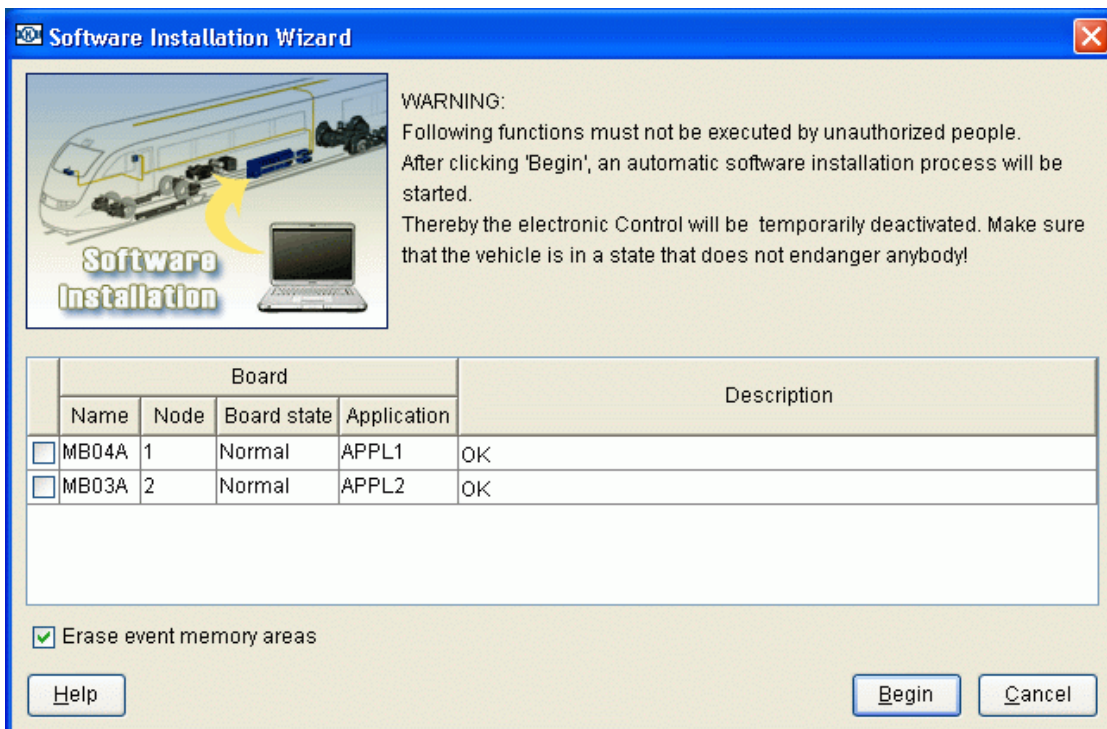 Software Installation Wizard
WARNING:
Following functions must not be executed by unauthorized people.
After clicking 'Begin', an automatic software installation process will be
started.
Thereby the electronic Control will be temporarily deactivated. Make sure
that the vehicle is in a state that does not endanger anybody!
Software
Installation
Board Description
Name Node Board state Application
MB04A 1 Normal APPL1 OK
MB03A 2 Normal APPL2 OK
Erase event memory areas
Help Begin Cancel